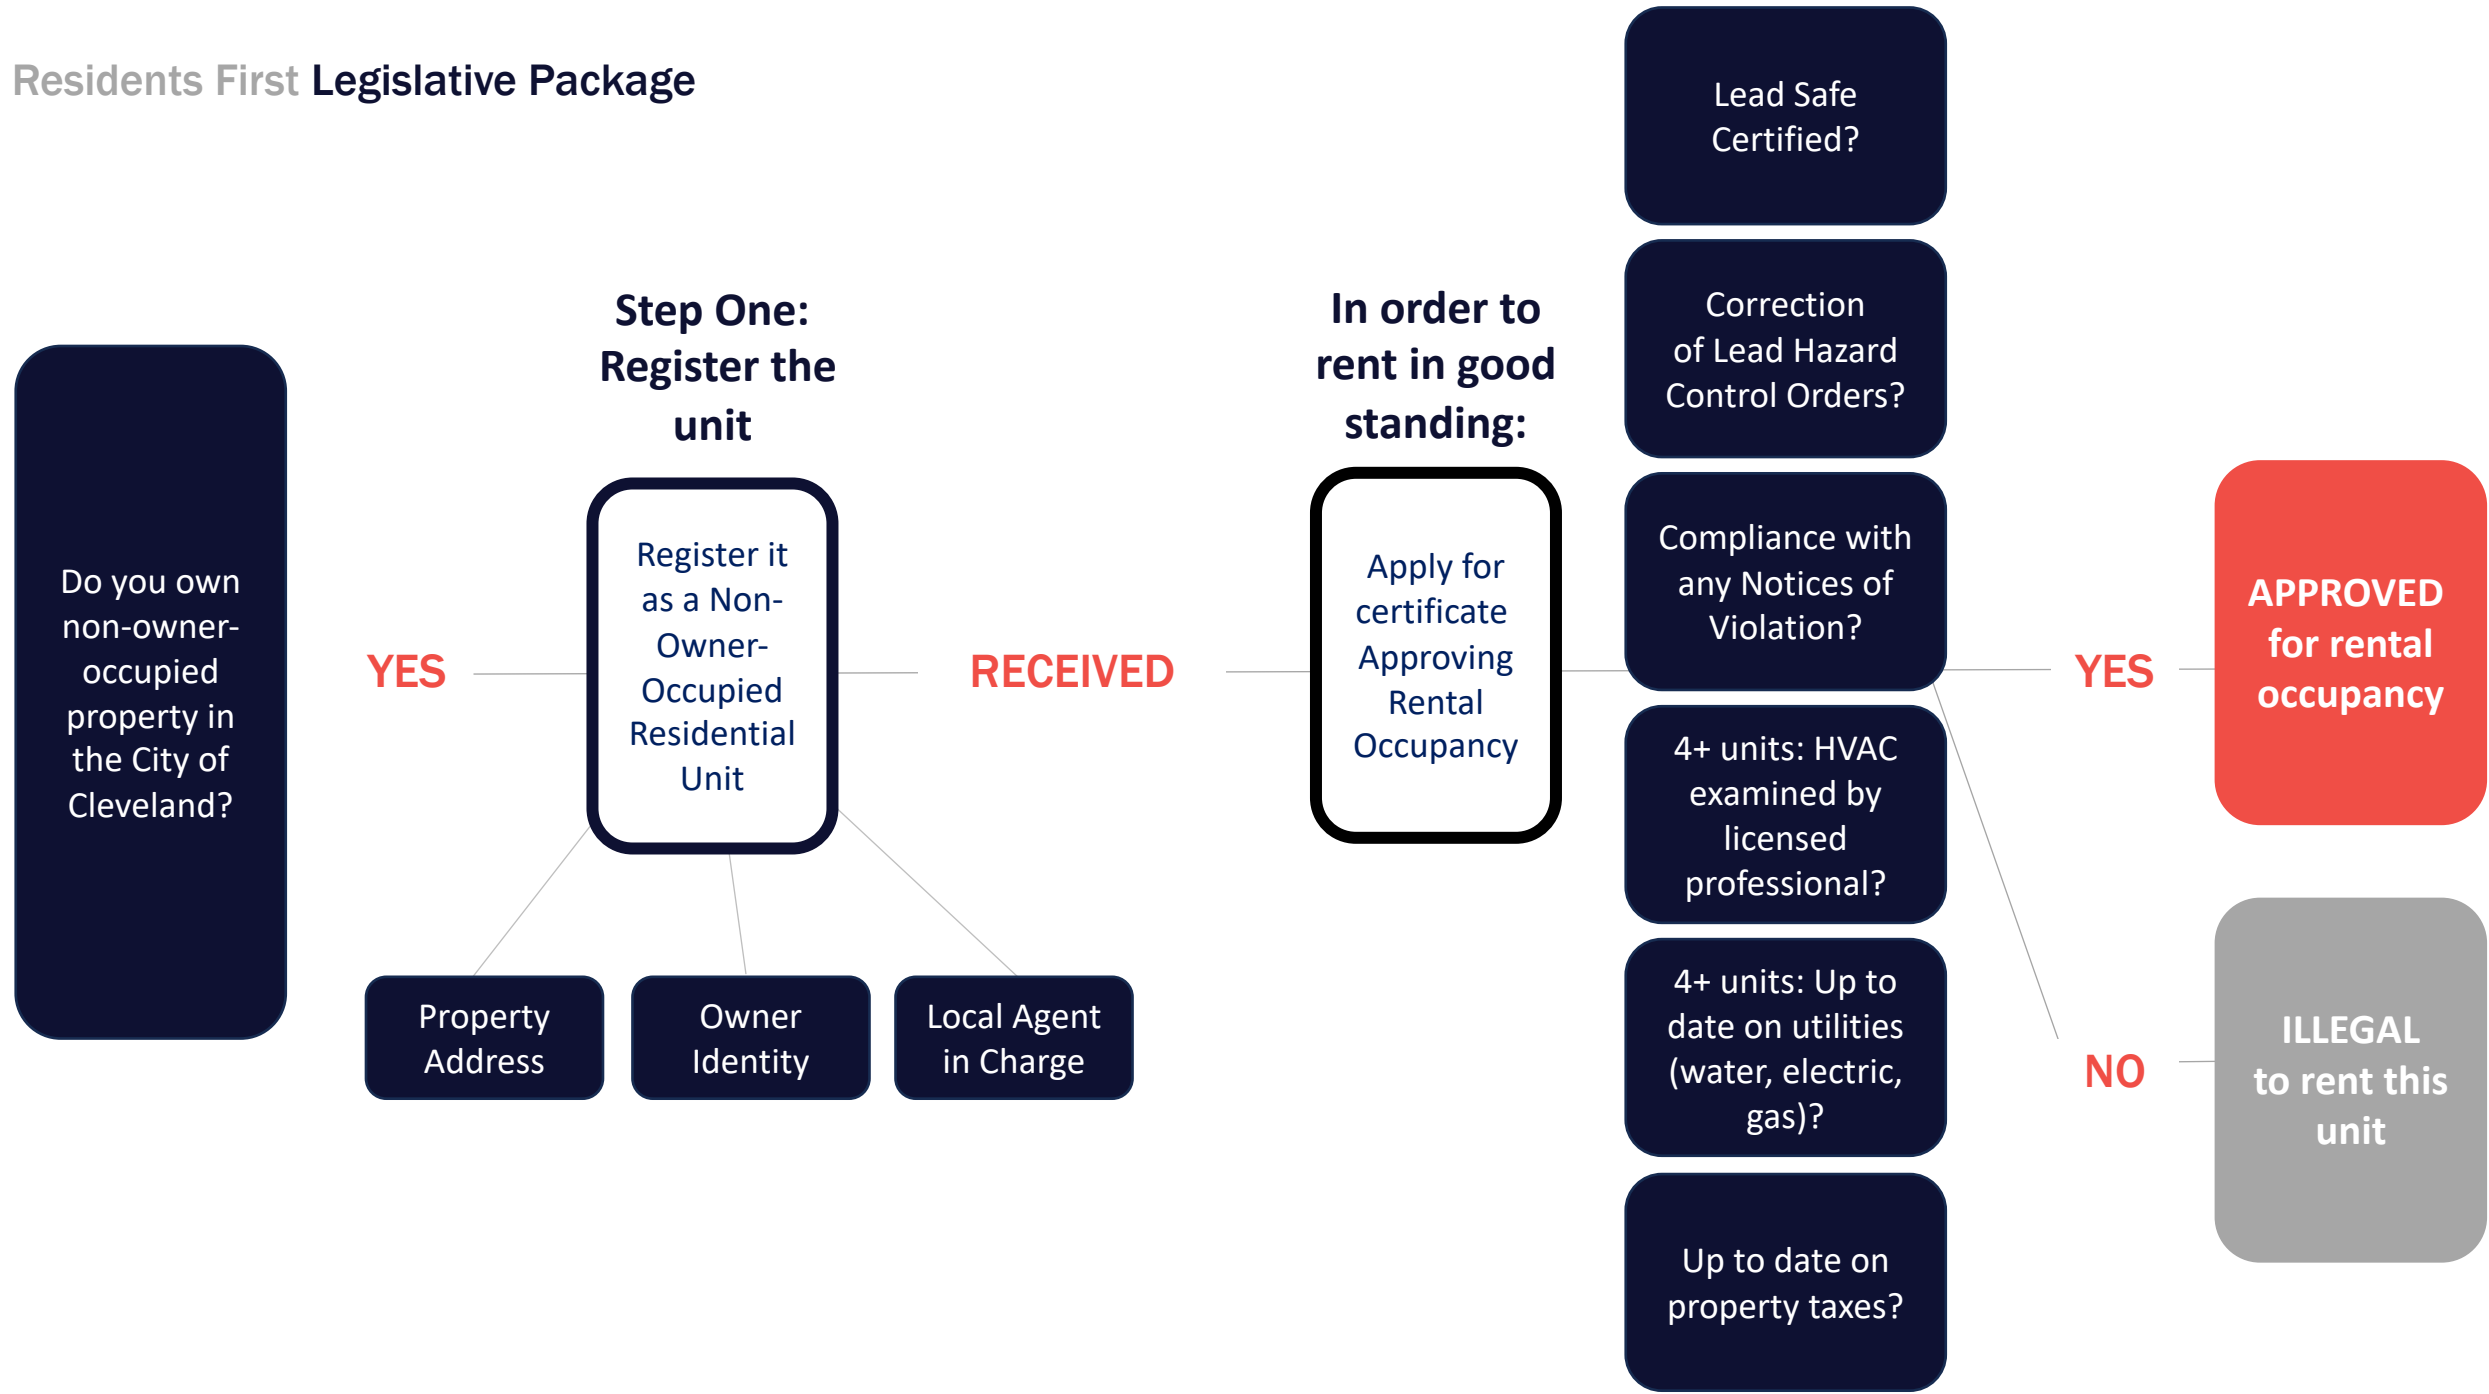 Residents First Legislative Package
Do you own
non-owner-
occupied
property in
the City of
Cleveland?
YES
Step One:
Register the
unit
Register it
as a Non-
Owner-
Occupied
Residential
Unit
Property
Address
Owner
Identity
Local Agent
in Charge
RECEIVED
In order to
rent in good
standing:
Apply for
certificate
Approving
Rental
Occupancy
Lead Safe
Certified?
Correction
of Lead Hazard
Control Orders?
Compliance with
any Notices of
Violation?
4+ units: HVAC
examined by
licensed
professional?
4+ units: Up to
date on utilities
(water, electric,
gas)?
Up to date on
property taxes?
YES
APPROVED
for rental
occupancy
NO
ILLEGAL
to rent this
unit